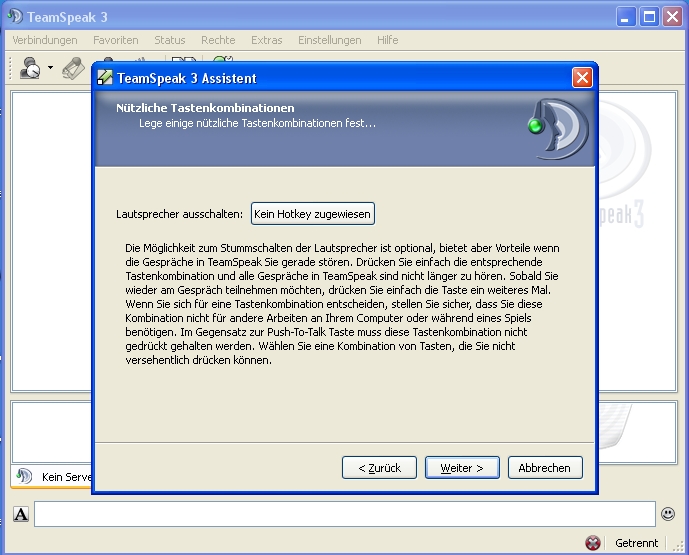 TeamSpeak 3
Verbindungen Favoriten Status Rechte Extras Einstellungen Hilfe
TeamSpeak 3 Assistent
Nützliche Tastenkombinationen
Lege einige nützliche Tastenkombinationen fest...
Lautsprecher ausschalten: Kein Hotkey zugewiesen
Die Möglichkeit zum Stummschalten der Lautsprecher ist optional, bietet aber Vorteile wenn
die Gespräche in TeamSpeak Sie gerade stören. Drücken Sie einfach die entsprechende
Tastenkombination und alle Gespräche in TeamSpeak sind nicht länger zu hören. Sobald Sie
wieder am Gespräch teilnehmen möchten, drücken Sie einfach die Taste ein weiteres Mal.
Wenn Sie sich für eine Tastenkombination entscheiden, stellen Sie sicher, dass Sie diese
Kombination nicht für andere Arbeiten an Ihrem Computer oder während eines Spiels
benötigen. Im Gegensatz zur Push-To-Talk Taste muss diese Tastenkombination nicht
gedrückt gehalten werden. Wählen Sie eine Kombination von Tasten, die Sie nicht
versehentlich drücken können.
peak 3
< Zurück Weiter > Abbrechen
Kein Serve
A
Getrennt